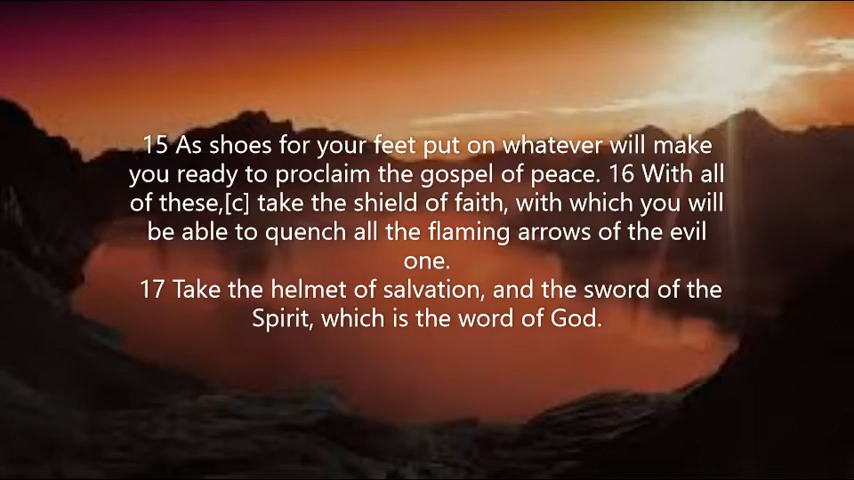 15 As shoes for your feet put on whatever will make
you ready to proclaim the gospel of peace. 16 With all
of these,[c] take the shield of faith, with which you will
be able to quench all the flaming arrows of the evil
one.
17 Take the helmet of salvation, and the sword of the
Spirit, which is the word of God.